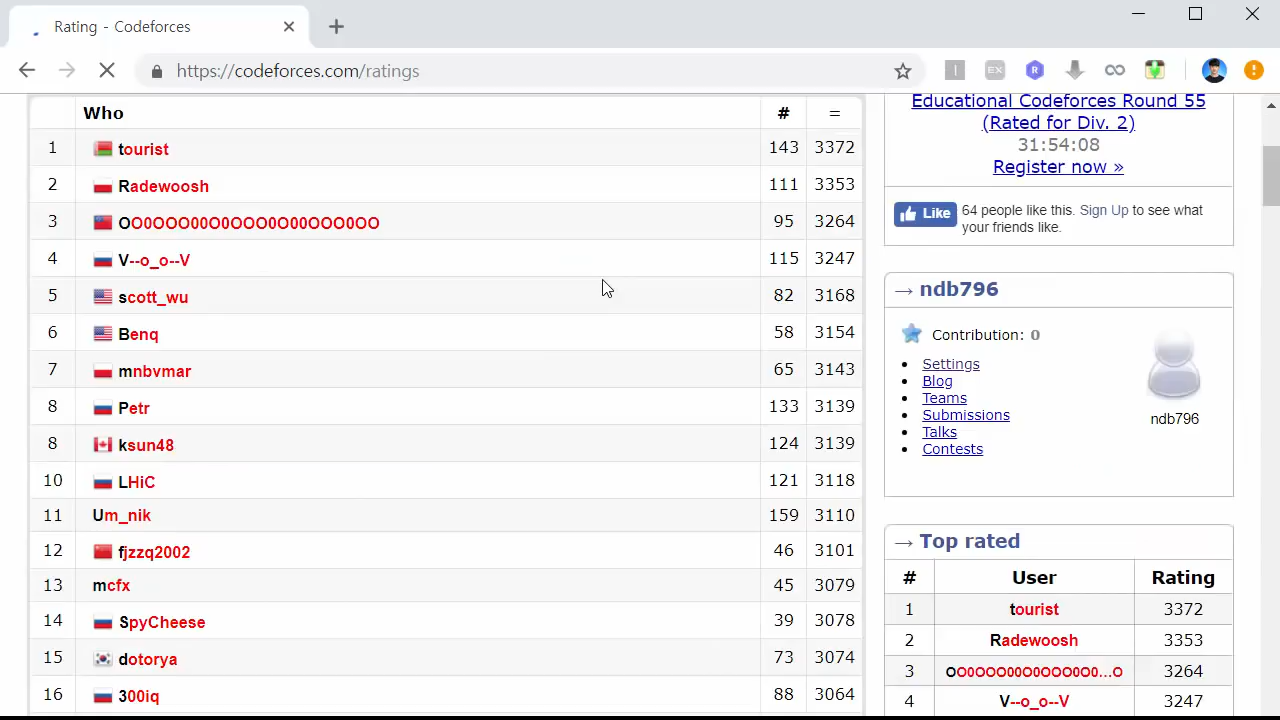 Rating - Codeforces
https://codeforces.com/ratings
Who # =
1 tourist 143 3372
2 Radewoosh 111 3353
3 OO0OOO00O0OOO0O00OOO0OO 95 3264
4 V--o_o--V 115 3247
5 scott_wu 82 3168
6 Benq 58 3154
7 mnbvmar 65 3143
8 Petr 133 3139
8 ksun48 124 3139
10 LHiC 121 3118
11 Um_nik 159 3110
12 fjzzq2002 46 3101
13 mcfx 45 3079
14 SpyCheese 39 3078
15 dotorya 73 3074
16 300iq 88 3064
Educational Codeforces Round 55
(Rated for Div. 2)
31:54:08
Register now »
Like 64 people like this. Sign Up to see what
your friends like.
→ ndb796
Contribution: 0
Settings
Blog
Teams
Submissions
Talks
Contests
ndb796
→ Top rated
# User Rating
1 tourist 3372
2 Radewoosh 3353
3 OO0OOO00O0OOO0O0...O 3264
4 V--o_o--V 3247